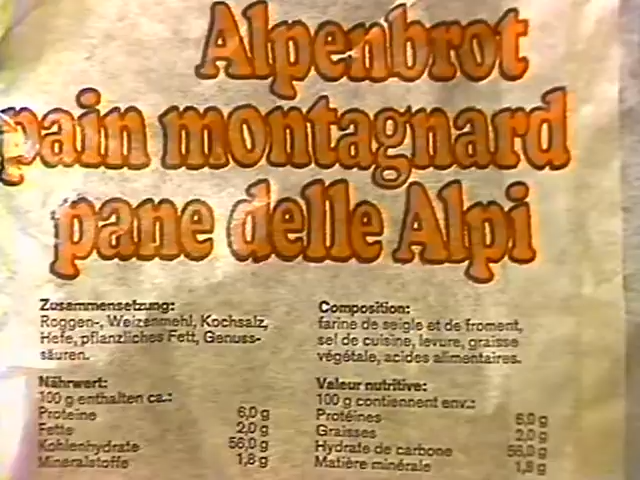 Alpenbrot
pain montagnard
pane delle Alpi
Zusammensetzung:
Roggen-, Weizenmehl, Kochsalz,
Hefe, pflanzliches Fett, Genuss-
säuren.
Nährwert:
100 g enthalten ca.:
Proteine 6,0 g
Fette 2,0 g
Kohlenhydrate 56,0 g
Mineralstoffe 1,8 g
Composition:
farine de seigle et de froment,
sel de cuisine, levure, graisse
végétale, acides alimentaires.
Valeur nutritive:
100 g contiennent env.:
Protéines 6,0 g
Graisses 2,0 g
Hydrate de carbone 56,0 g
Matière minérale 1,8 g